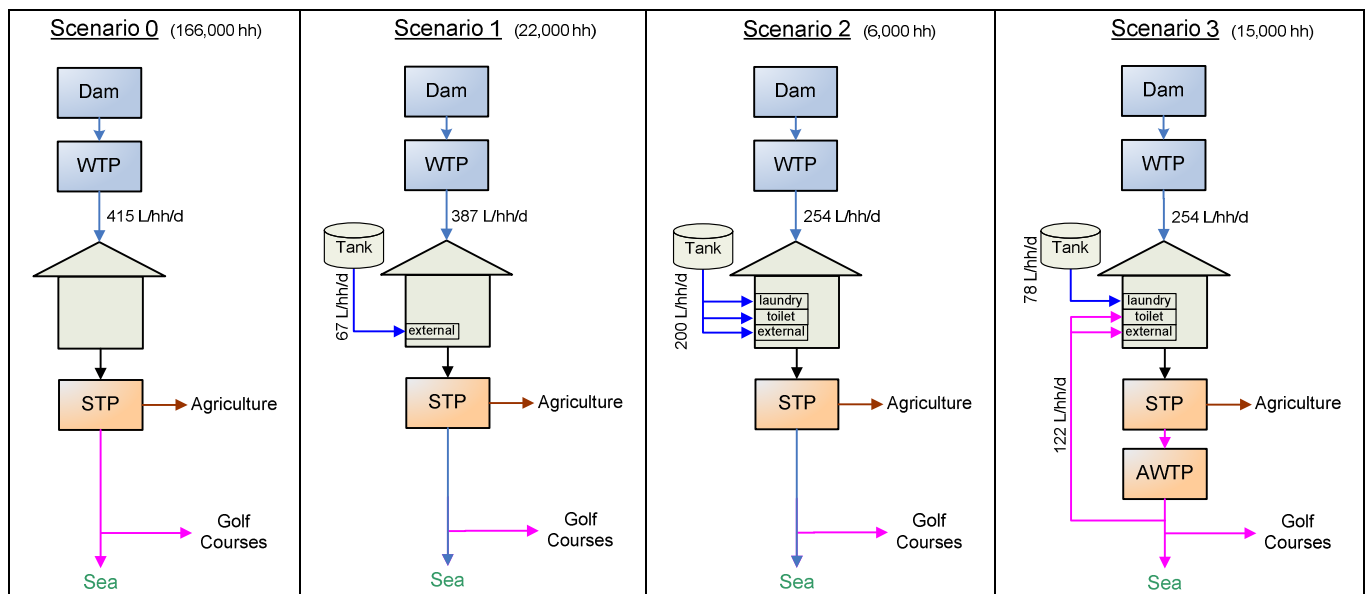 Scenario 0 (166,000 hh)
Dam
WTP
415 L/hh/d
STP
Agriculture
Golf
Courses
Sea
Scenario 1 (22,000 hh)
Dam
WTP
387 L/hh/d
Tank
67 L/hh/d
external
STP
Agriculture
Golf
Courses
Sea
Scenario 2 (6,000 hh)
Dam
WTP
254 L/hh/d
Tank
200 L/hh/d
laundry
toilet
external
STP
Agriculture
Golf
Courses
Sea
Scenario 3 (15,000 hh)
Dam
WTP
254 L/hh/d
Tank
78 L/hh/d
laundry
toilet
external
122 L/hh/d
STP
Agriculture
AWTP
Golf
Courses
Sea